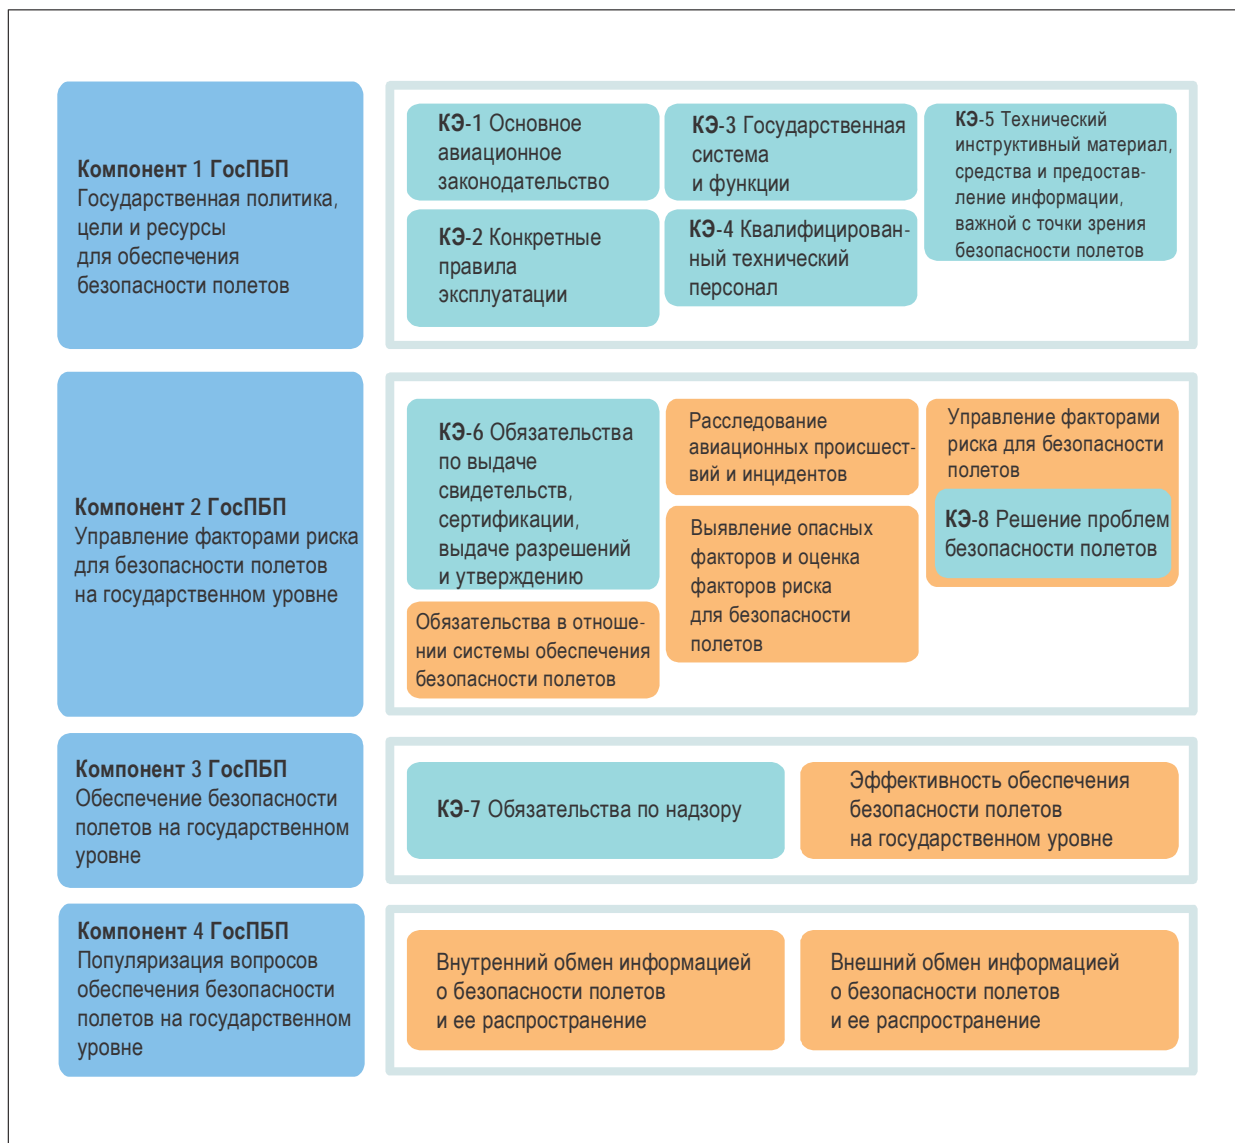 Компонент 1 ГосПБП
Государственная политика,
цели и ресурсы
для обеспечения
безопасности полетов
КЭ-1 Основное
авиационное
законодательство
КЭ-2 Конкретные
правила
эксплуатации
КЭ-3 Государственная
система
и функции
КЭ-4 Квалифицирован-
ный технический
персонал
КЭ-5 Технический
инструктивный материал,
средства и предостав-
ление информации,
важной с точки зрения
безопасности полетов
Компонент 2 ГосПБП
Управление факторами риска
для безопасности полетов
на государственном уровне
КЭ-6 Обязательства
по выдаче
свидетельств,
сертификации,
выдаче разрешений
и утверждению
Обязательства в отноше-
нии системы обеспечения
безопасности полетов
Расследование
авиационных происшест-
вий и инцидентов
Выявление опасных
факторов и оценка
факторов риска
для безопасности
полетов
Управление факторами
риска для безопасности
полетов
КЭ-8 Решение проблем
безопасности полетов
Компонент 3 ГосПБП
Обеспечение безопасности
полетов на государственном
уровне
КЭ-7 Обязательства по надзору
Эффективность обеспечения
безопасности полетов
на государственном уровне
Компонент 4 ГосПБП
Популяризация вопросов
обеспечения безопасности
полетов на государственном
уровне
Внутренний обмен информацией
о безопасности полетов
и ее распространение
Внешний обмен информацией
о безопасности полетов
и ее распространение